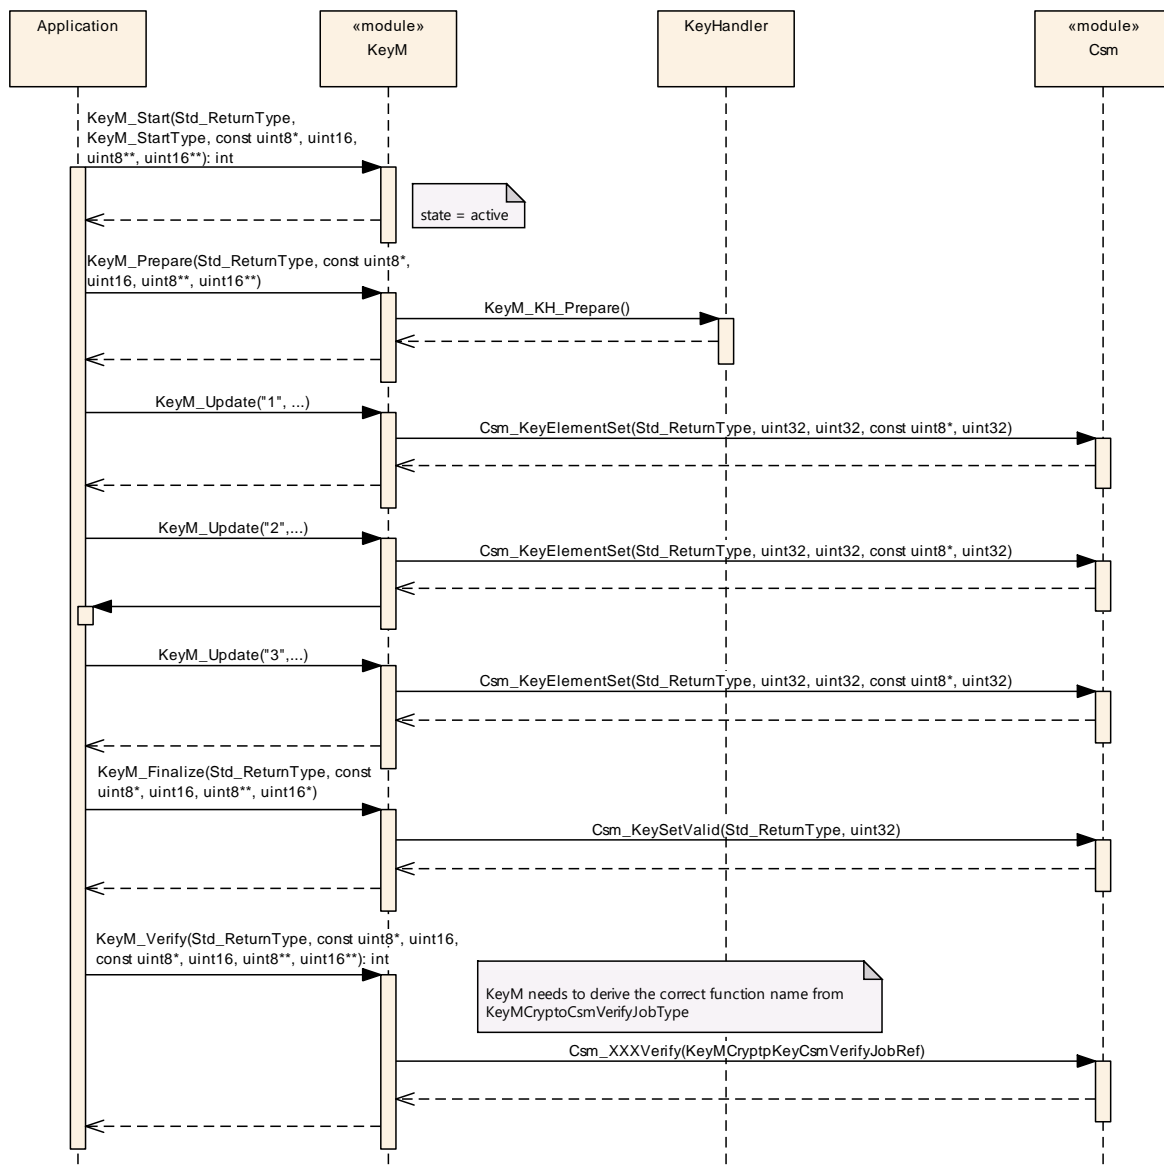 Application
«module»
KeyM
KeyHandler
«module»
Csm
KeyM_Start(Std_ReturnType,
KeyM_StartType, const uint8*, uint16,
uint8**, uint16**): int
state = active
KeyM_Prepare(Std_ReturnType, const uint8*,
uint16, uint8**, uint16**)
KeyM_KH_Prepare()
KeyM_Update("1", ...)
Csm_KeyElementSet(Std_ReturnType, uint32, uint32, const uint8*, uint32)
KeyM_Update("2",...)
Csm_KeyElementSet(Std_ReturnType, uint32, uint32, const uint8*, uint32)
KeyM_Update("3",...)
Csm_KeyElementSet(Std_ReturnType, uint32, uint32, const uint8*, uint32)
KeyM_Finalize(Std_ReturnType, const
uint8*, uint16, uint8**, uint16*)
Csm_KeySetValid(Std_ReturnType, uint32)
KeyM_Verify(Std_ReturnType, const uint8*, uint16,
const uint8*, uint16, uint8**, uint16**): int
KeyM needs to derive the correct function name from
KeyMCryptoCsmVerifyJobType
Csm_XXXVerify(KeyMCryptpKeyCsmVerifyJobRef)